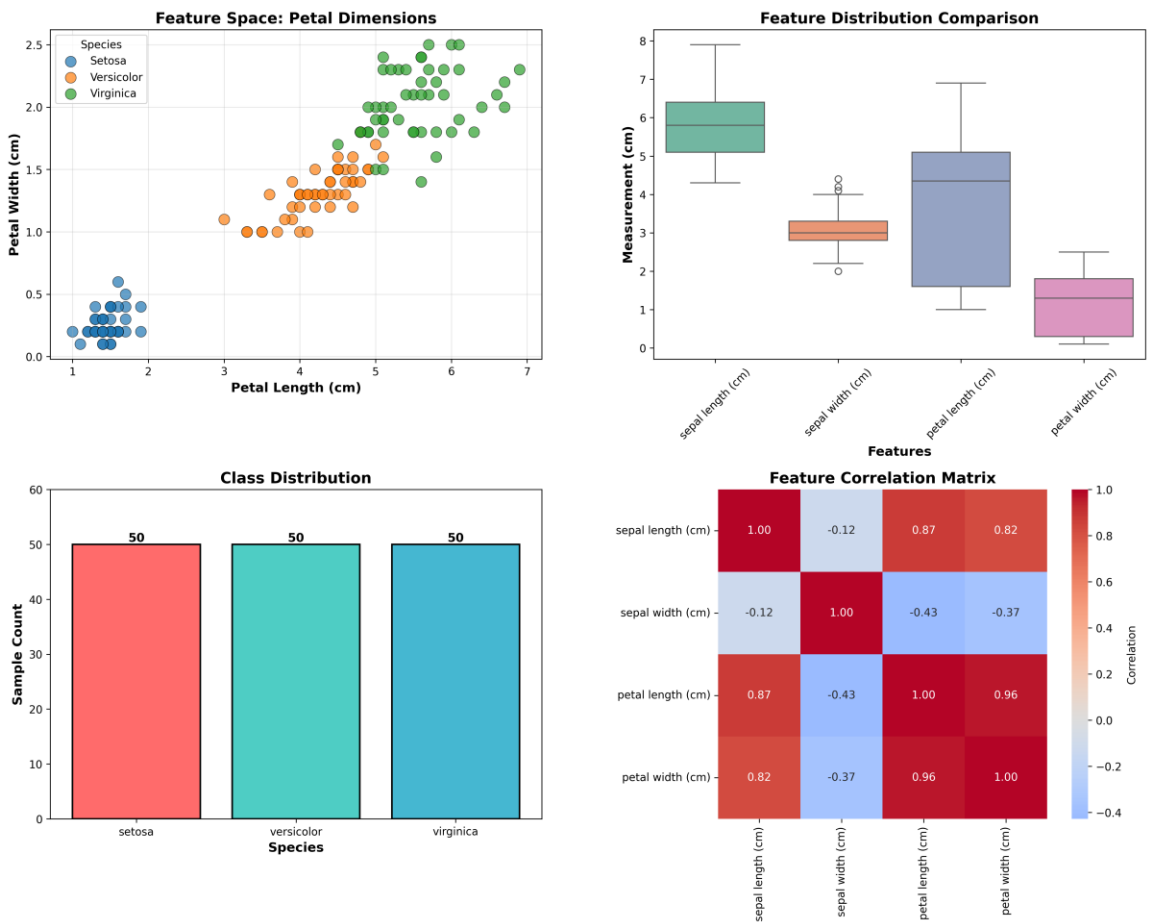 Feature Space: Petal Dimensions
Petal Width (cm)
2.5
2.0
1.5
1.0
0.5
0.0
Species
Setosa
Versicolor
Virginica
1
2
3
4
5
6
7
Petal Length (cm)
Feature Distribution Comparison
Measurement (cm)
8
7
6
5
4
3
2
1
0
sepal length (cm)
sepal width (cm)
petal length (cm)
petal width (cm)
Features
Class Distribution
Sample Count
60
50
40
30
20
10
0
50
50
50
setosa
versicolor
virginica
Species
Feature Correlation Matrix
sepal length (cm)
1.00 -0.12 0.87 0.82
sepal width (cm)
-0.12 1.00 -0.43 -0.37
petal length (cm)
0.87 -0.43 1.00 0.96
petal width (cm)
0.82 -0.37 0.96 1.00
sepal length (cm)
sepal width (cm)
petal length (cm)
petal width (cm)
1.0
0.8
0.6
0.4
0.2
0.0
−0.2
−0.4
Correlation